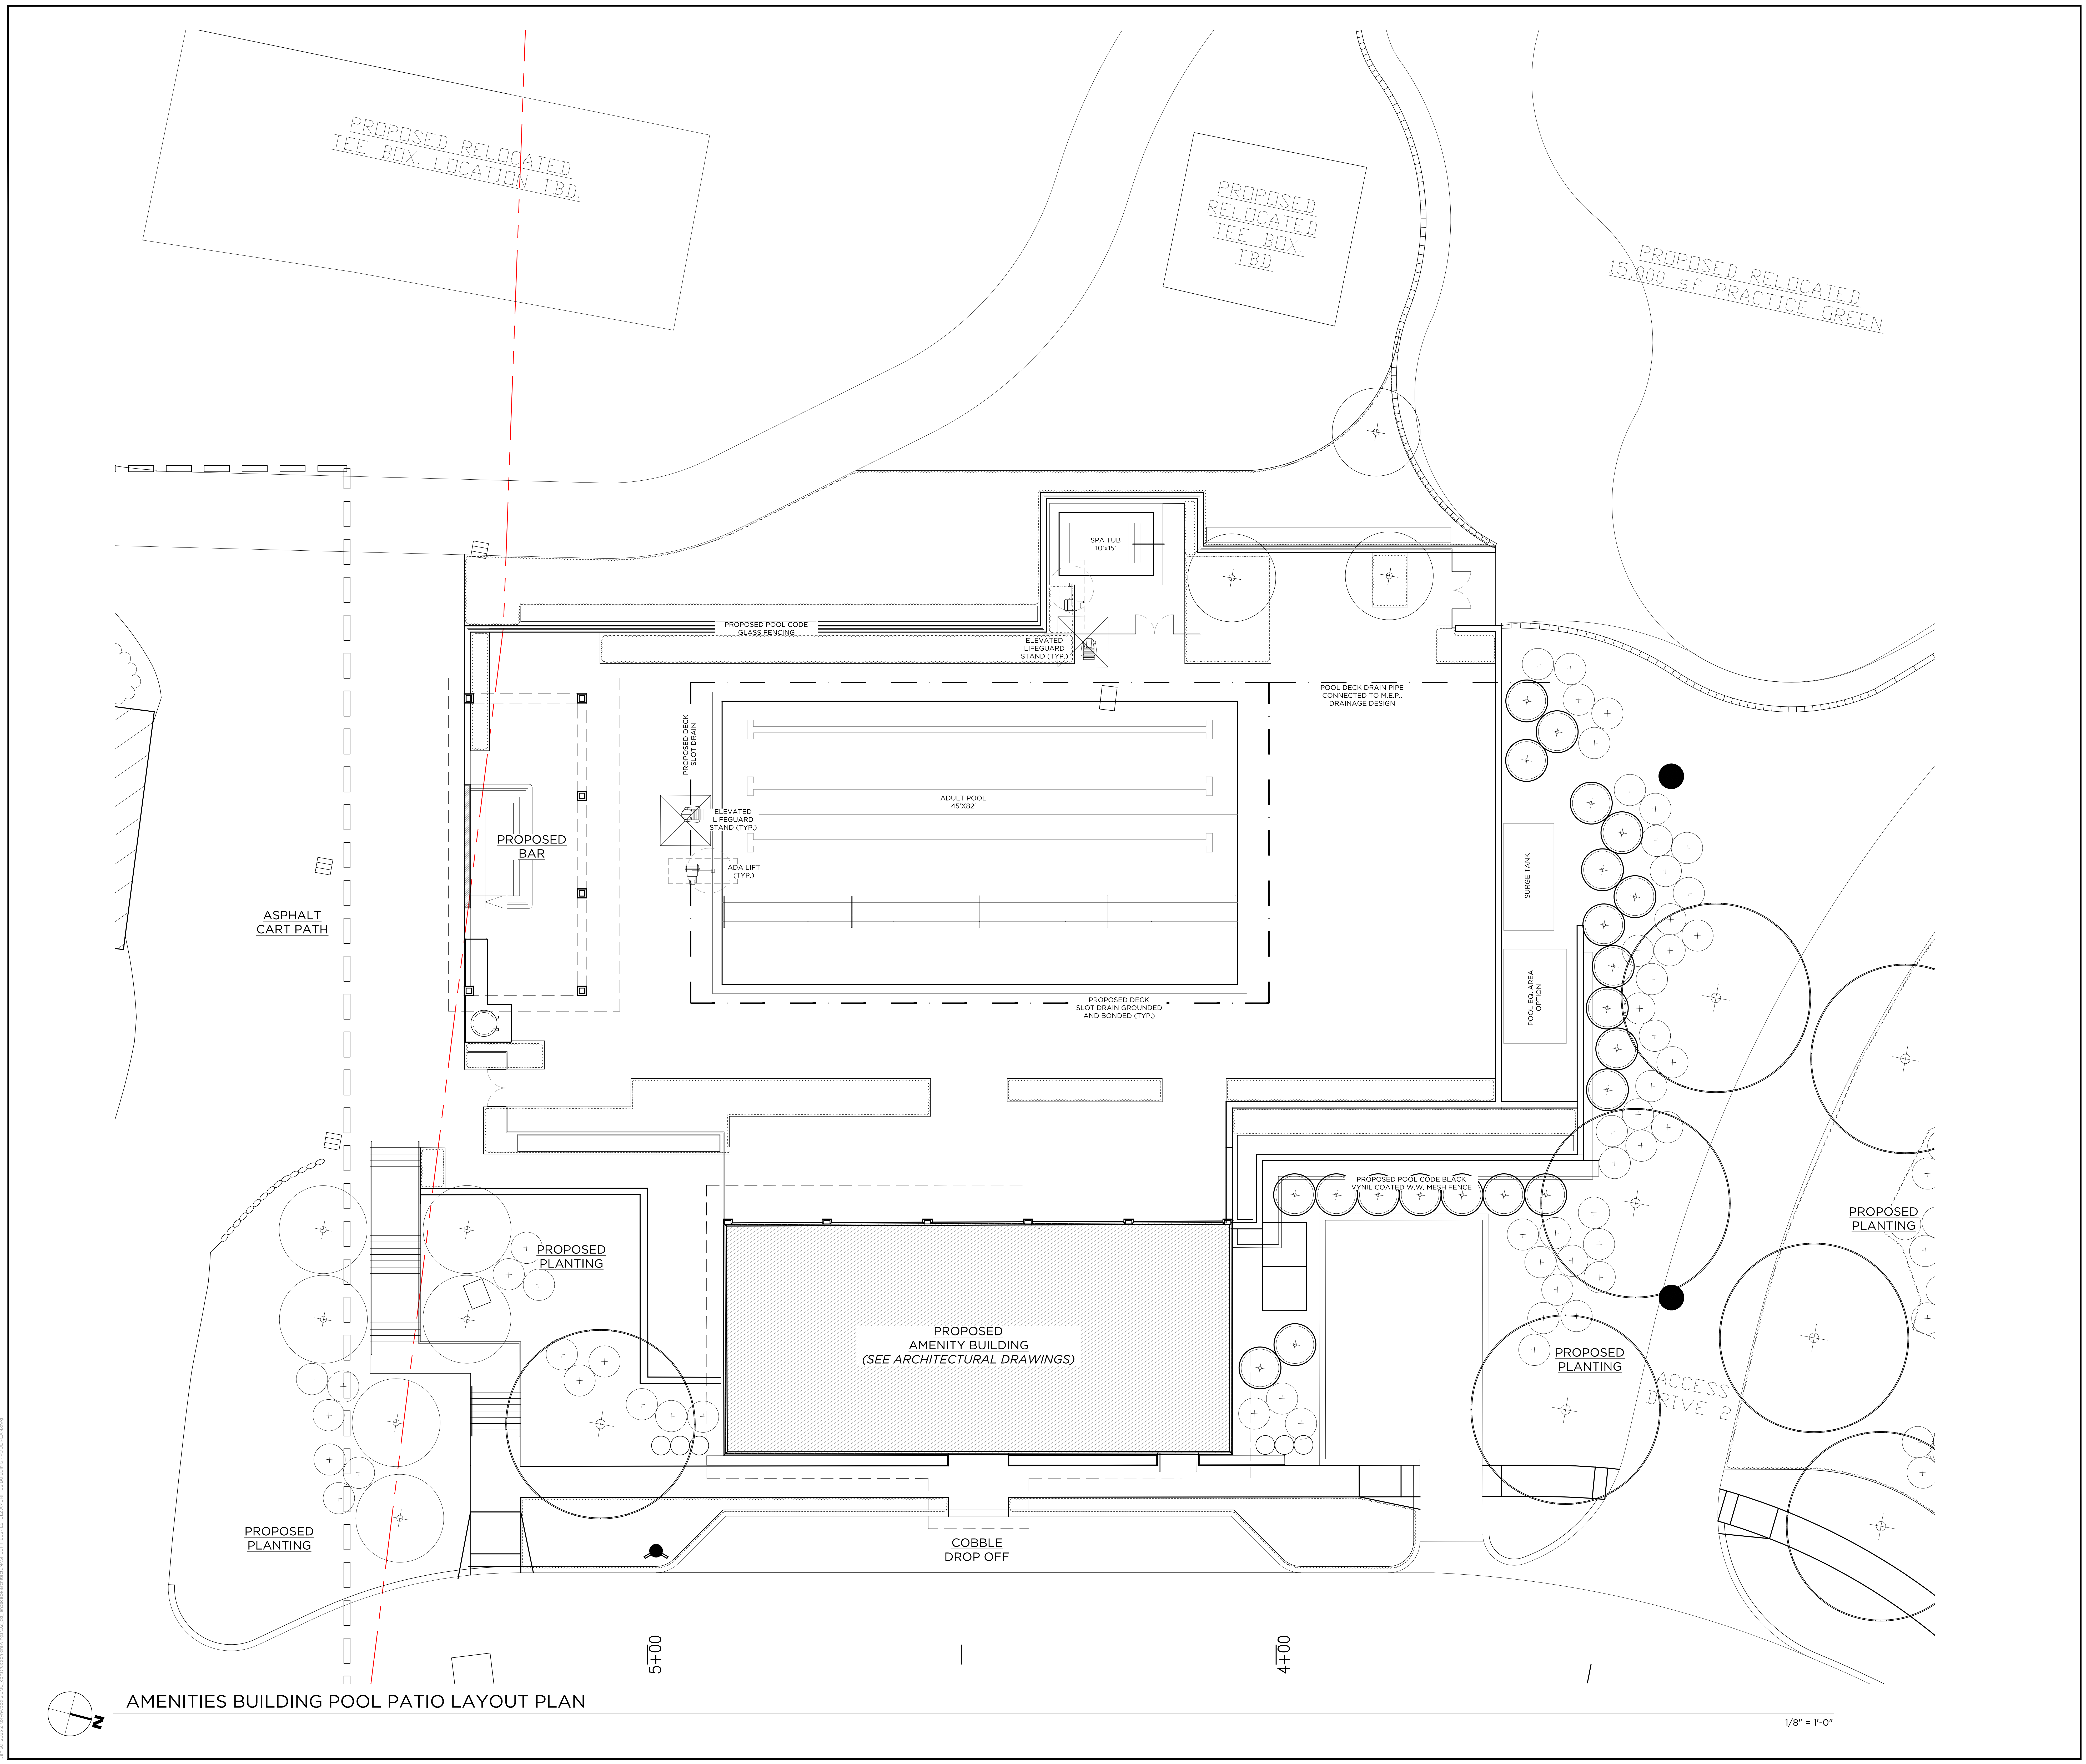 PROPOSED RELOCATED
TEE BOX. LOCATION TBD.
PROPOSED
RELOCATED
TEE BOX.
TBD
PROPOSED RELOCATED
15,000 sf PRACTICE GREEN
SPA TUB
10'x15'
PROPOSED POOL CODE
GLASS FENCING
ELEVATED
LIFEGUARD
STAND (TYP.)
POOL DECK DRAIN PIPE
CONNECTED TO M.E.P..
DRAINAGE DESIGN
PROPOSED DECK
SLOT DRAIN
ADULT POOL
45'X82'
ELEVATED
LIFEGUARD
STAND (TYP.)
PROPOSED
BAR
ADA LIFT
(TYP.)
SURGE TANK
ASPHALT
CART PATH
POOL EQ. AREA
OPTION
PROPOSED DECK
SLOT DRAIN GROUNDED
AND BONDED (TYP.)
PROPOSED POOL CODE BLACK
VYNIL COATED W.W. MESH FENCE
PROPOSED
PLANTING
PROPOSED
PLANTING
PROPOSED
AMENITY BUILDING
(SEE ARCHITECTURAL DRAWINGS)
PROPOSED
PLANTING
ACCESS
DRIVE 2
PROPOSED
PLANTING
COBBLE
DROP OFF
5+00
4+00
N
AMENITIES BUILDING POOL PATIO LAYOUT PLAN
1/8" = 1'-0"